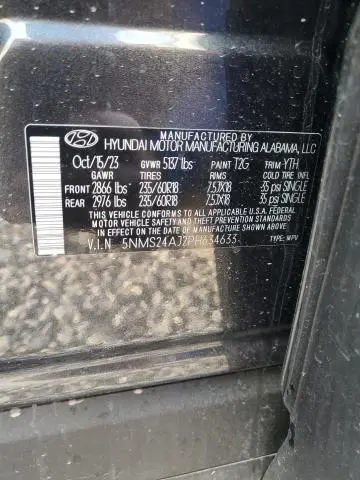 MANUFACTURED BY
HYUNDAI MOTOR MANUFACTURING ALABAMA, LLC
Oct/15/23 GVWR 5137 lbs PAINT T2G TRIM YTH
GAWR TIRES RIMS COLD TIRE INFL
FRONT 2866 lbs 235/60R18 7.5JX18 35 psi SINGLE
REAR 2976 lbs 235/60R18 7.5JX18 35 psi SINGLE
THIS VEHICLE CONFORMS TO ALL APPLICABLE U.S.A. FEDERAL
MOTOR VEHICLE SAFETY AND THEFT PREVENTION STANDARDS
IN EFFECT ON THE DATE OF MANUFACTURE SHOWN ABOVE
V.I.N 5NMS24AJ2PH634633 TYPE: MPV